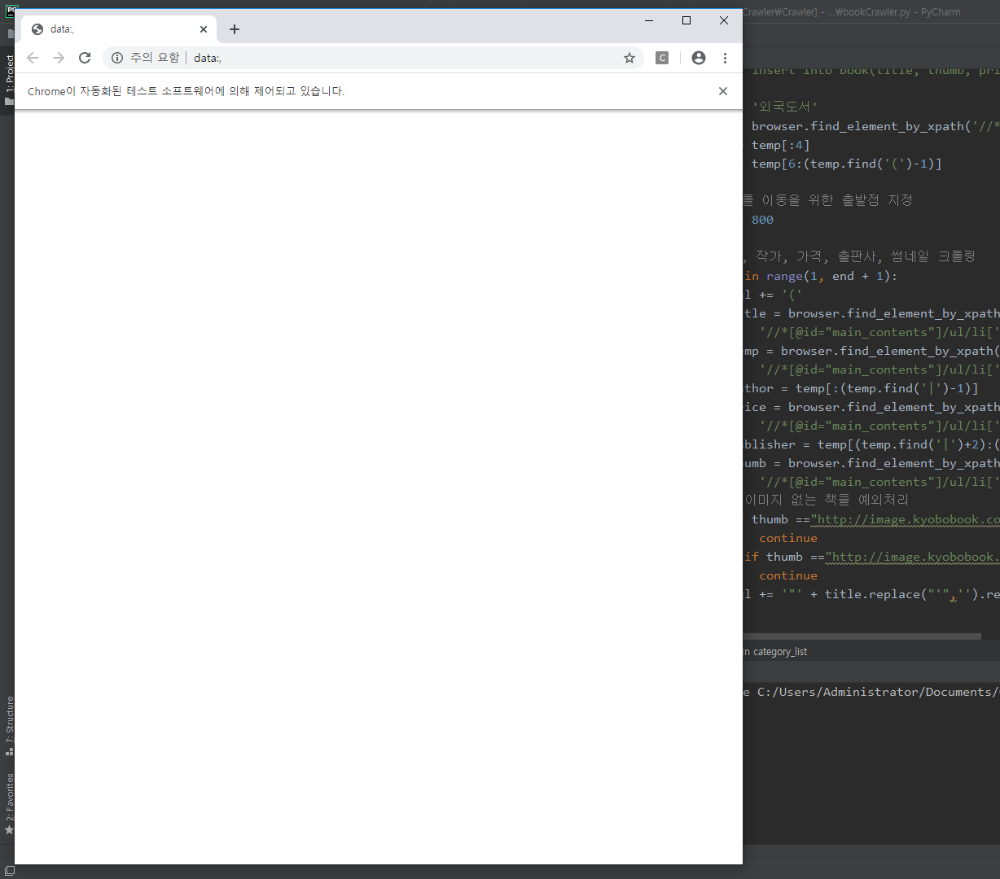 PC
Crawler₩Crawler] - ...₩bookCrawler.py - PyCharm
data:,
주의 요함
data:,
C
Chrome이 자동화된 테스트 소프트웨어에 의해 제어되고 있습니다.
1: Project
7: Structure
2: Favorites
insert into book(title, thumb, pri
'외국도서'
browser.find_element_by_xpath('//*
temp[:4]
temp[6:(temp.find('(')-1)]
롤 이동을 위한 출발점 지정
= 800
, 작가, 가격, 출판사, 썸네일 크롤링
in range(1, end + 1):
l += '('
tle = browser.find_element_by_xpath
'//*[@id="main_contents"]/ul/li['
mp = browser.find_element_by_xpath(
'//*[@id="main_contents"]/ul/li['
thor = temp[:(temp.find('|')-1)]
ice = browser.find_element_by_xpath
'//*[@id="main_contents"]/ul/li['
blisher = temp[(temp.find('|')+2):(
umb = browser.find_element_by_xpath
'//*[@id="main_contents"]/ul/li['
이미지 없는 책들 예외처리
f thumb =="http://image.kyobobook.co
continue
if thumb =="http://image.kyobobook.
continue
l += '"' + title.replace("'",'').re
in category_list
e C:/Users/Administrator/Documents/